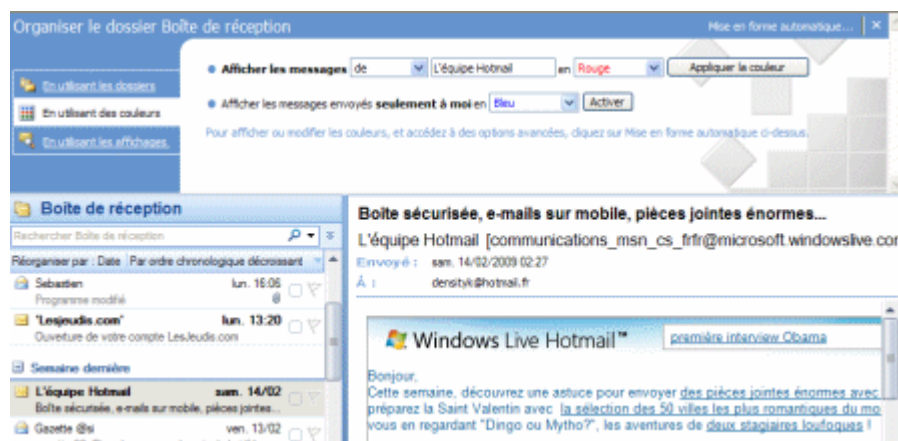 Organiser le dossier Boîte de réception
Mise en forme automatique...
Afficher les messages de L'équipe Hotmail en Rouge Appliquer la couleur
En utilisant les dossiers
En utilisant des couleurs
Afficher les messages envoyés seulement à moi en Bleu Activer
En utilisant les affichages
Pour afficher ou modifier les couleurs, et accédez à des options avancées, cliquez sur Mise en forme automatique ci-dessus.
Boîte de réception
Rechercher Boîte de réception
Réorganiser par : Date Par ordre chronologique décroissant
Sebastien lun. 16:06
Programme modifié
"Lesjeudis.com" lun. 13:20
Ouverture de votre compte LesJeudis.com
Semaine dernière
L'équipe Hotmail sam. 14/02
Boîte sécurisée, e-mails sur mobile, pièces jointes...
Gazette @si ven. 13/02
Boîte sécurisée, e-mails sur mobile, pièces jointes énormes...
L'équipe Hotmail [communications_msn_cs_frfr@microsoft.windowslive.com
Envoyé : sam. 14/02/2009 02:27
À : densityk@hotmail.fr
Windows Live Hotmail™
première interview Obama
Bonjour,
Cette semaine, découvrez une astuce pour envoyer des pièces jointes énormes avec
préparez la Saint Valentin avec la sélection des 50 villes les plus romantiques du mo
vous en regardant "Dingo ou Mytho?", les aventures de deux stagiaires loufoques !